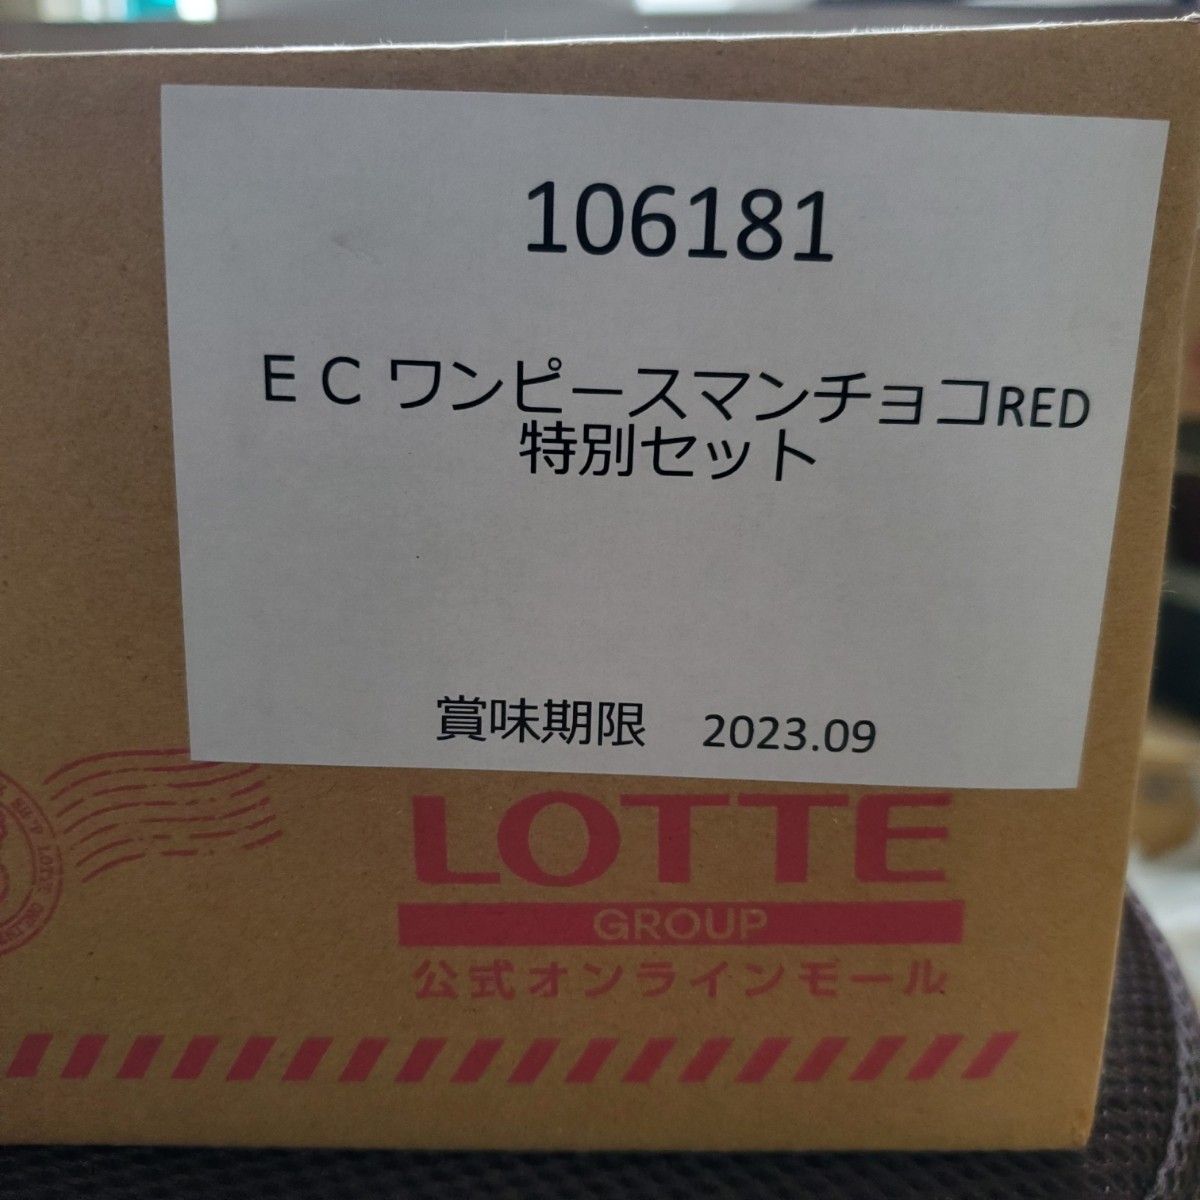 106181
ＥＣ ワンピースマンチョコRED
特別セット
賞味期限　2023.09
LOTTE
GROUP
公式オンラインモール
LOTTE